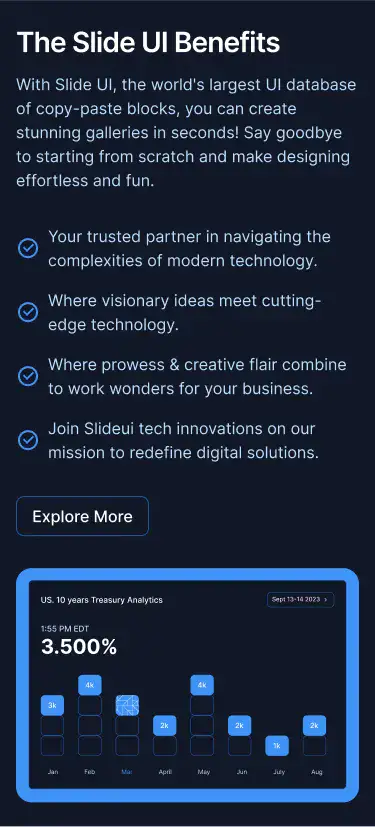 The Slide UI Benefits
With Slide UI, the world's largest UI database
of copy-paste blocks, you can create
stunning galleries in seconds! Say goodbye
to starting from scratch and make designing
effortless and fun.
Your trusted partner in navigating the
complexities of modern technology.
Where visionary ideas meet cutting-
edge technology.
Where prowess & creative flair combine
to work wonders for your business.
Join Slideui tech innovations on our
mission to redefine digital solutions.
Explore More
US. 10 years Treasury Analytics
Sept 13-14 2023 ›
1:55 PM EDT
3.500%
4k 4k
3k
2k 2k 2k
1k
Jan Feb Mar April May Jun July Aug